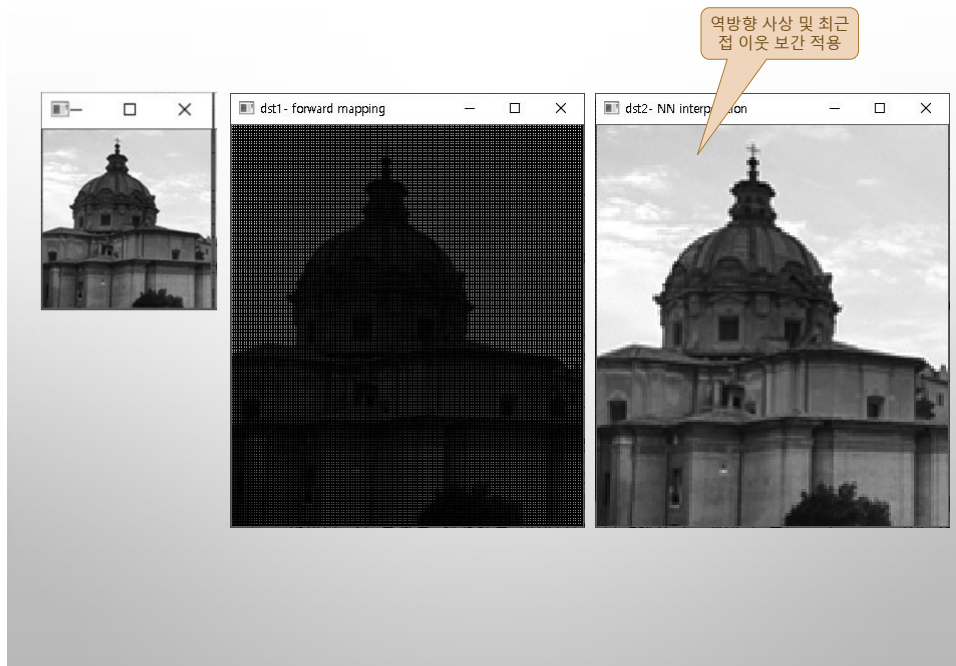 역방향 사상 및 최근
접 이웃 보간 적용
dst1- forward mapping
dst2- NN